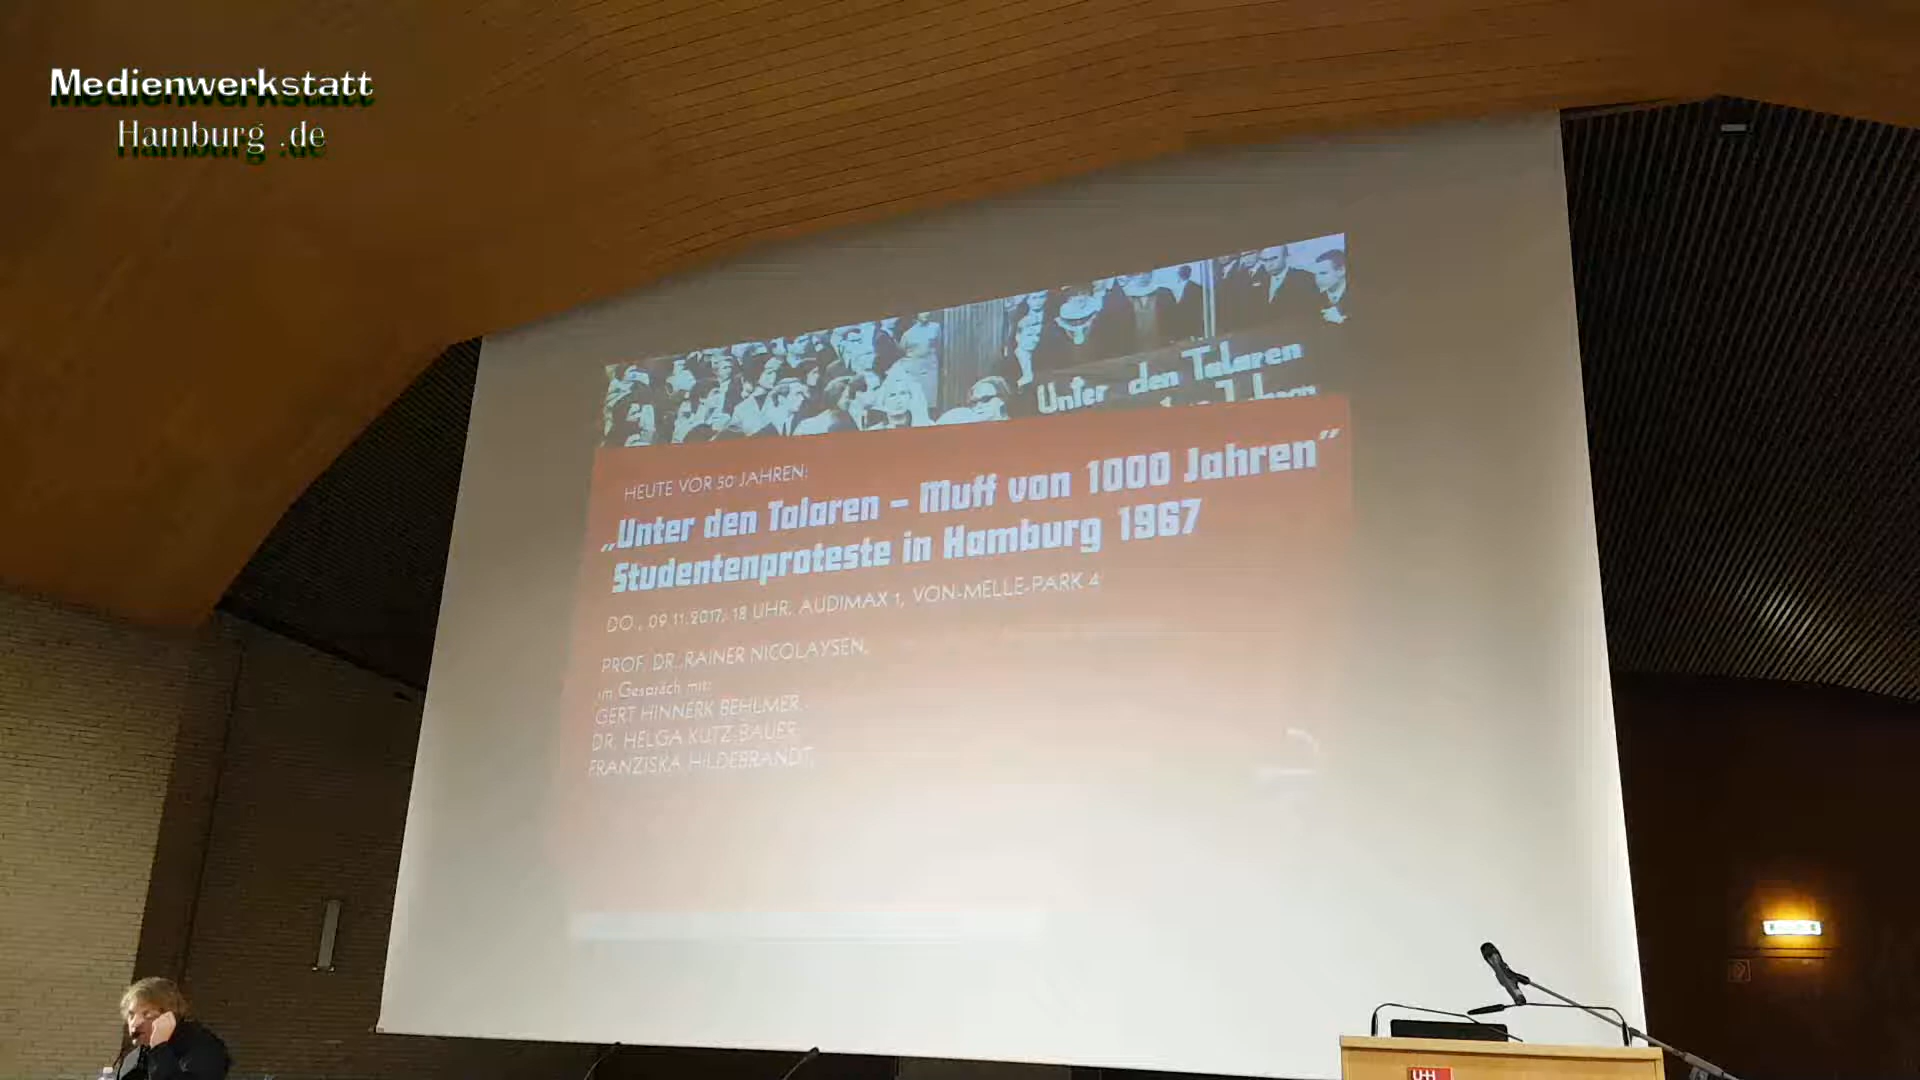 Medienwerkstatt
Hamburg .de
Unter den Talaren
HEUTE VOR 50 JAHREN:
„Unter den Talaren – Muff von 1000 Jahren“
Studentenproteste in Hamburg 1967
DO., 09.11.2017, 18 UHR, AUDIMAX 1, VON-MELLE-PARK 4
PROF. DR. RAINER NICOLAYSEN,
im Gespräch mit:
GERT HINNERK BEHLMER,
DR. HELGA KUTZ-BAUER,
FRANZISKA HILDEBRANDT,
UHH